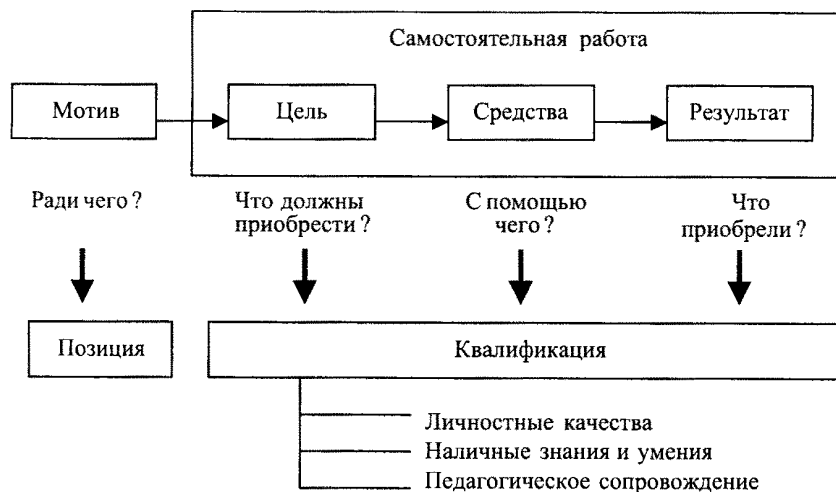 Самостоятельная работа
Мотив
Цель
Средства
Результат
Ради чего?
Что должны
приобрести?
С помощью
чего?
Что
приобрели?
Позиция
Квалификация
Личностные качества
Наличные знания и умения
Педагогическое сопровождение